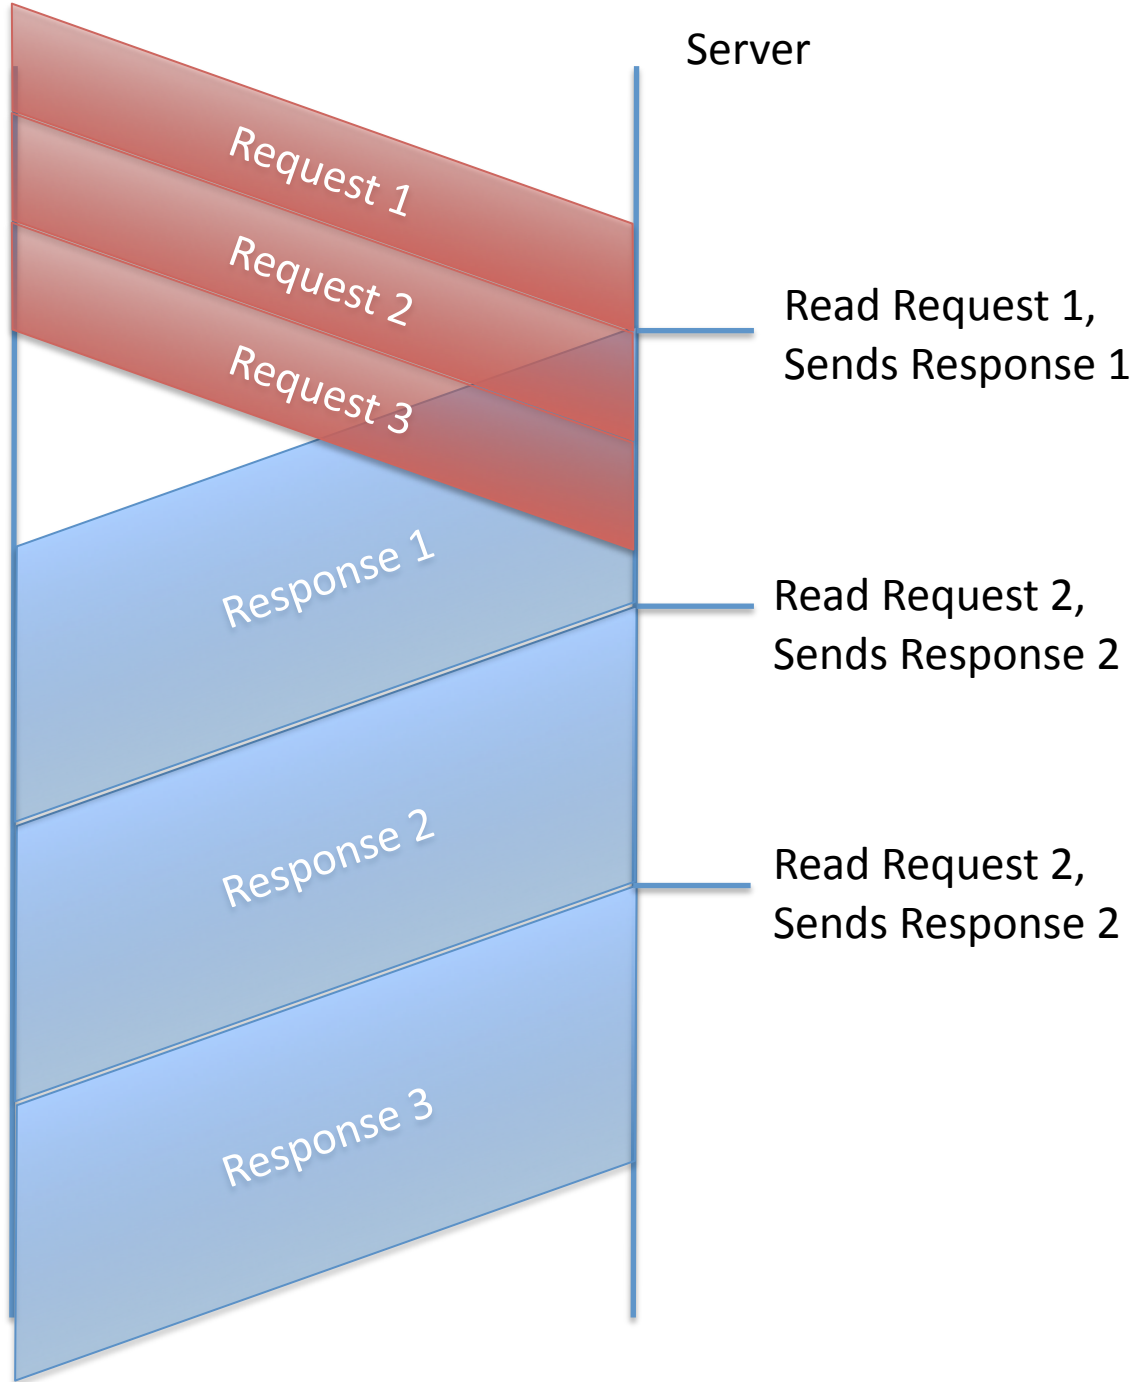 Server
Request 1
Request 2
Request 3
Read Request 1,
Sends Response 1
Response 1
Read Request 2,
Sends Response 2
Response 2
Read Request 2,
Sends Response 2
Response 3